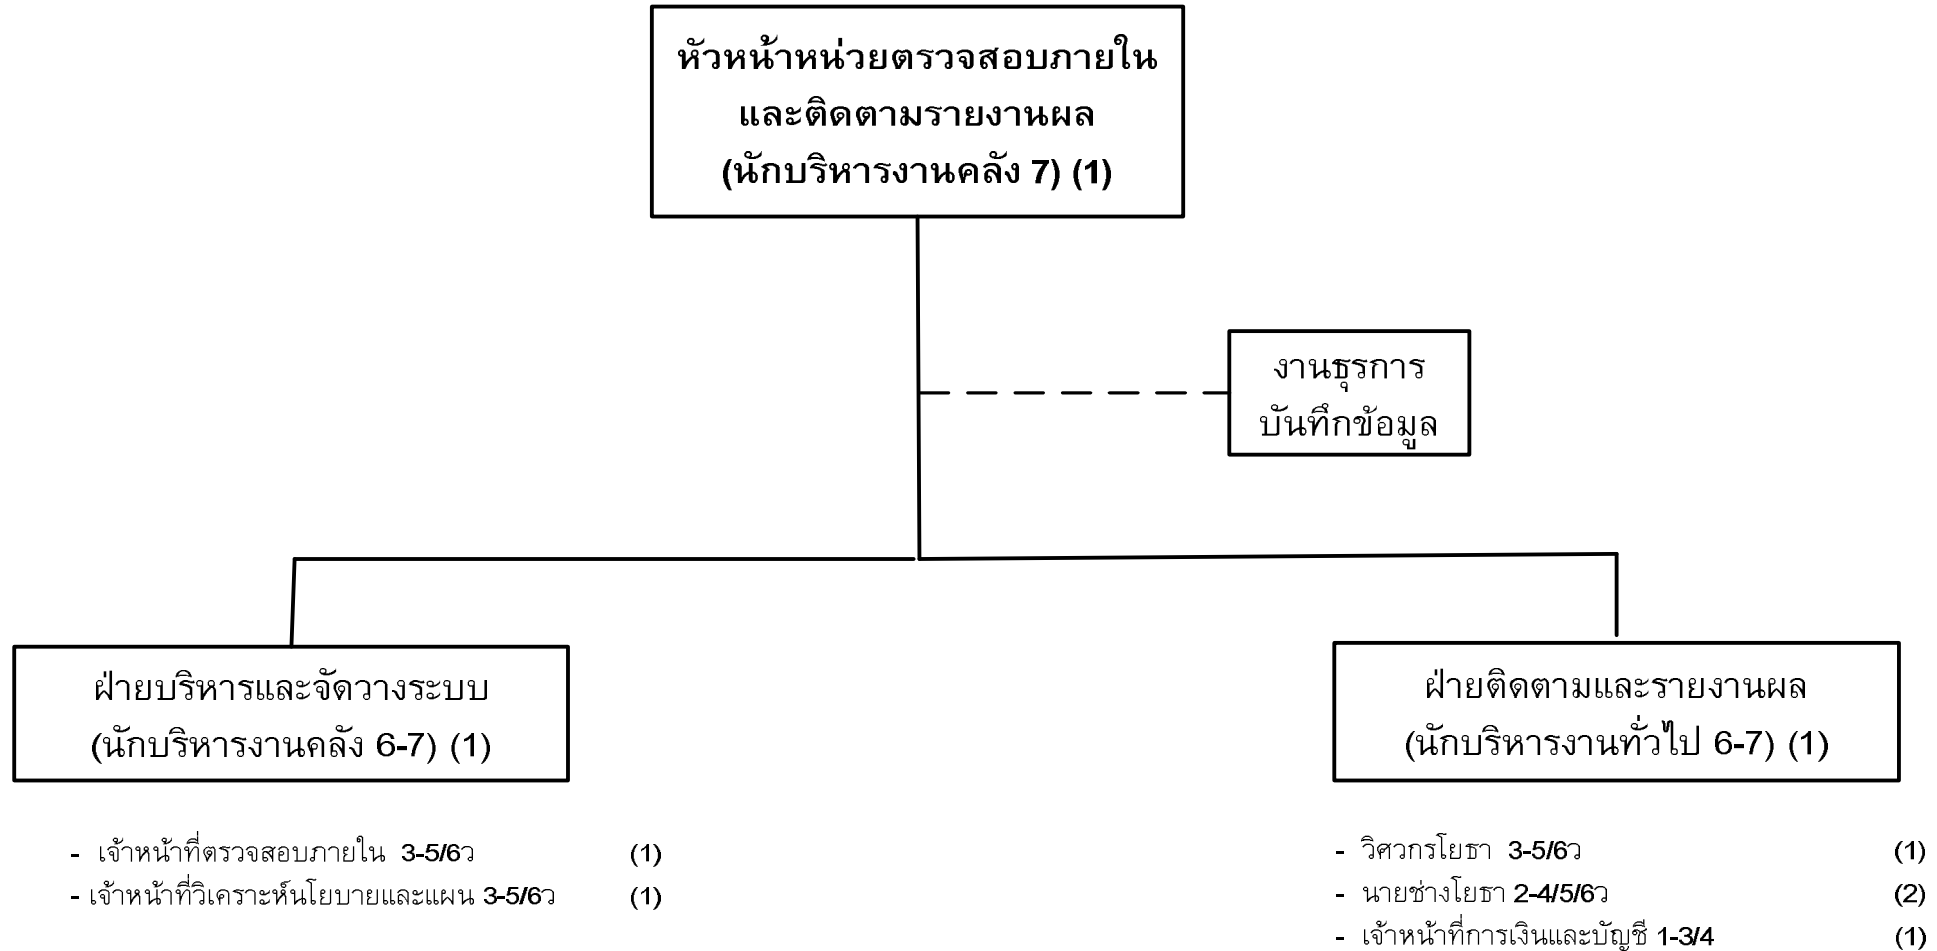 หัวหน้าหน่วยตรวจสอบภายใน
และติดตามรายงานผล
(นักบริหารงานคลัง 7) (1)
งานธุรการ
บันทึกข้อมูล
ฝ่ายบริหารและจัดวางระบบ
(นักบริหารงานคลัง 6-7) (1)
- เจ้าหน้าที่ตรวจสอบภายใน 3-5/6ว (1)
- เจ้าหน้าที่วิเคราะห์นโยบายและแผน 3-5/6ว (1)
ฝ่ายติดตามและรายงานผล
(นักบริหารงานทั่วไป 6-7) (1)
- วิศวกรโยธา 3-5/6ว (1)
- นายช่างโยธา 2-4/5/6ว (2)
- เจ้าหน้าที่การเงินและบัญชี 1-3/4 (1)